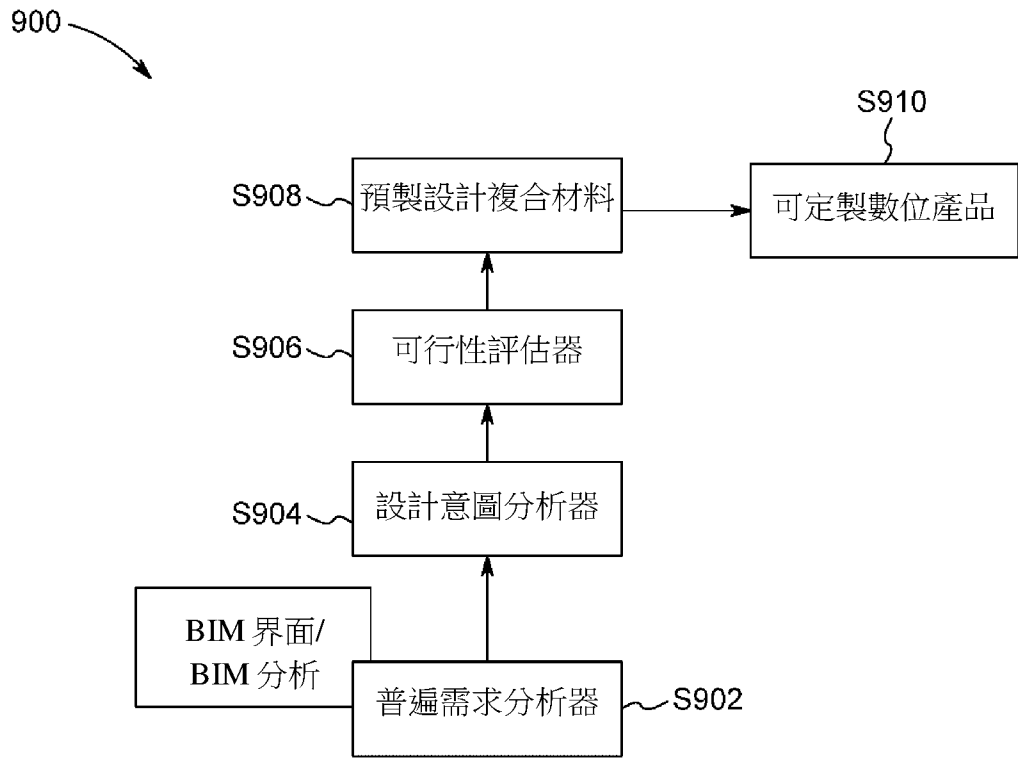 900
S910
S908
預製設計複合材料
可定製數位產品
S906
可行性評估器
S904
設計意圖分析器
BIM 界面/
BIM 分析
普遍需求分析器
S902